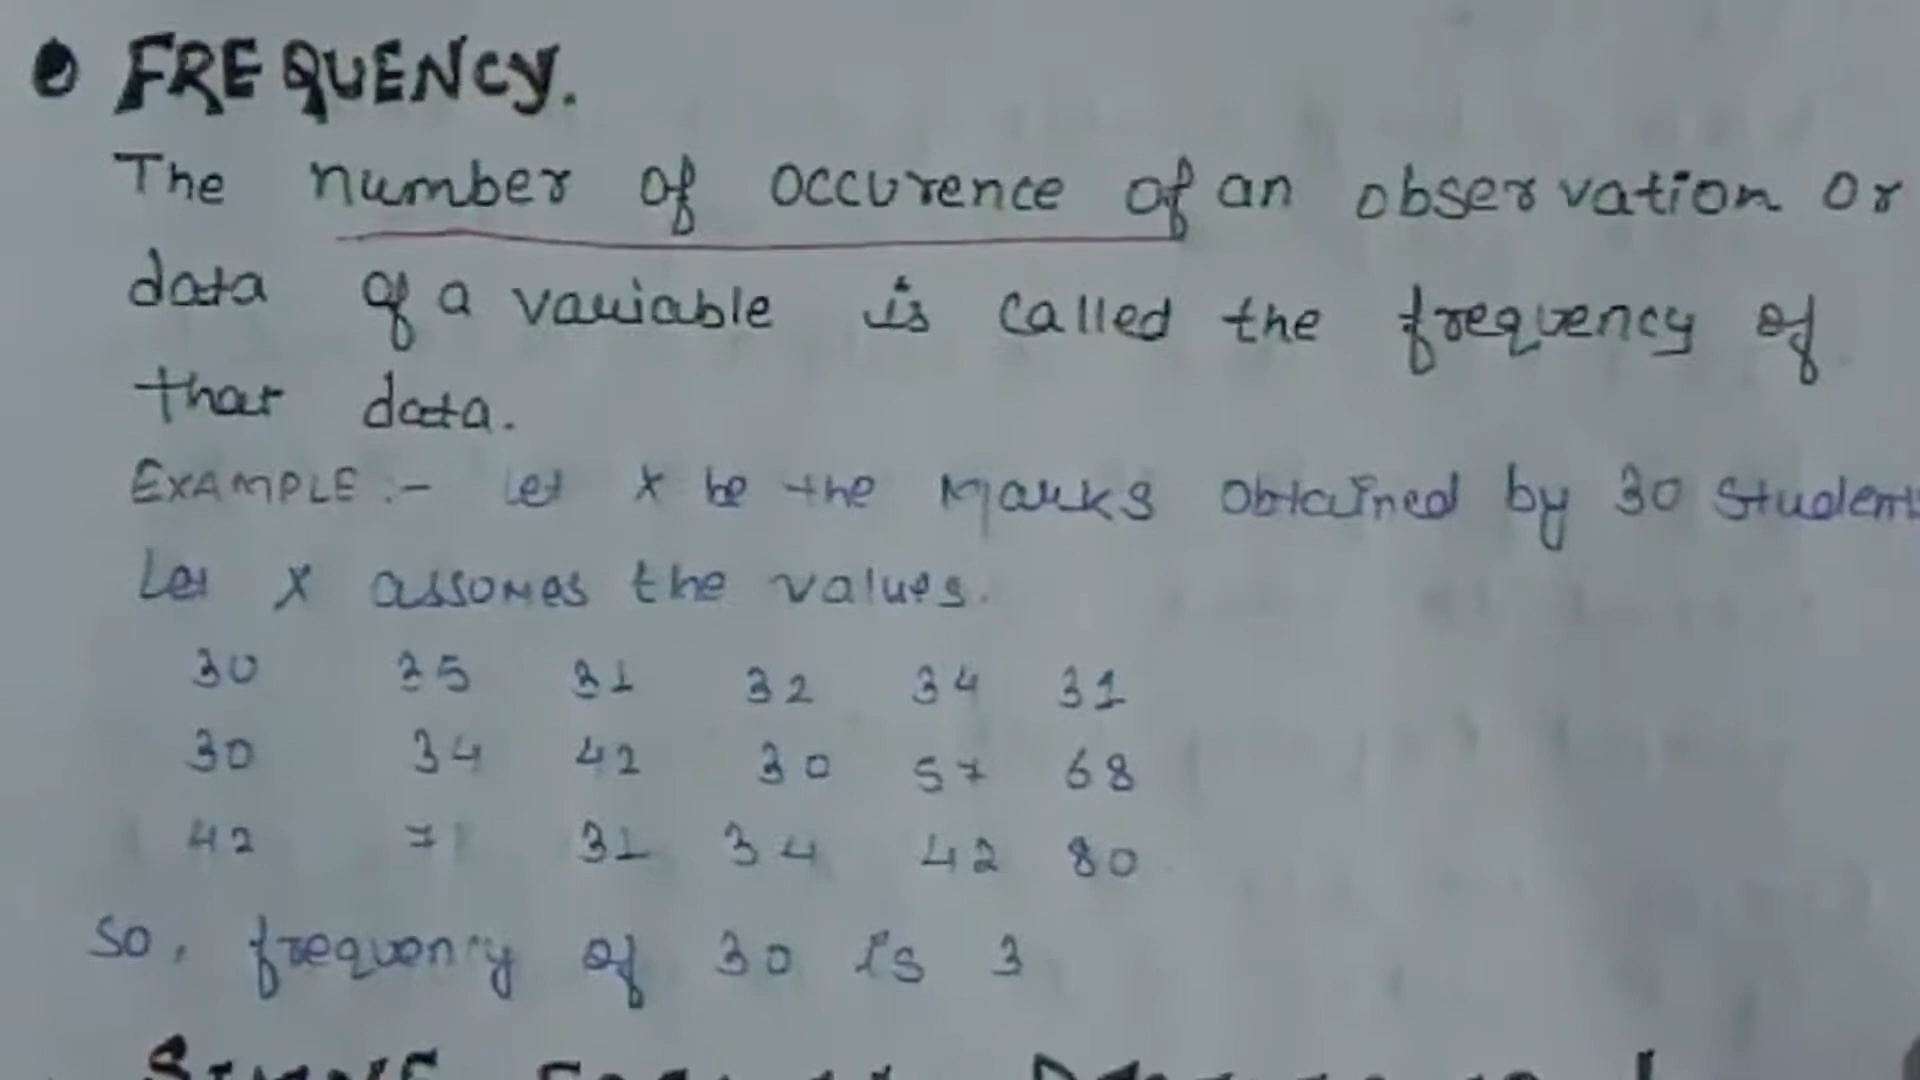 FREQUENCY.
The number of occurence of an observation or
data of a variable is called the frequency of
that data.
EXAMPLE :- Let x be the Marks obtained by 30 Students
Let x assumes the values.
30 35 31 32 34 31
30 34 42 30 57 68
42 71 31 34 42 80
So, frequency of 30 is 3